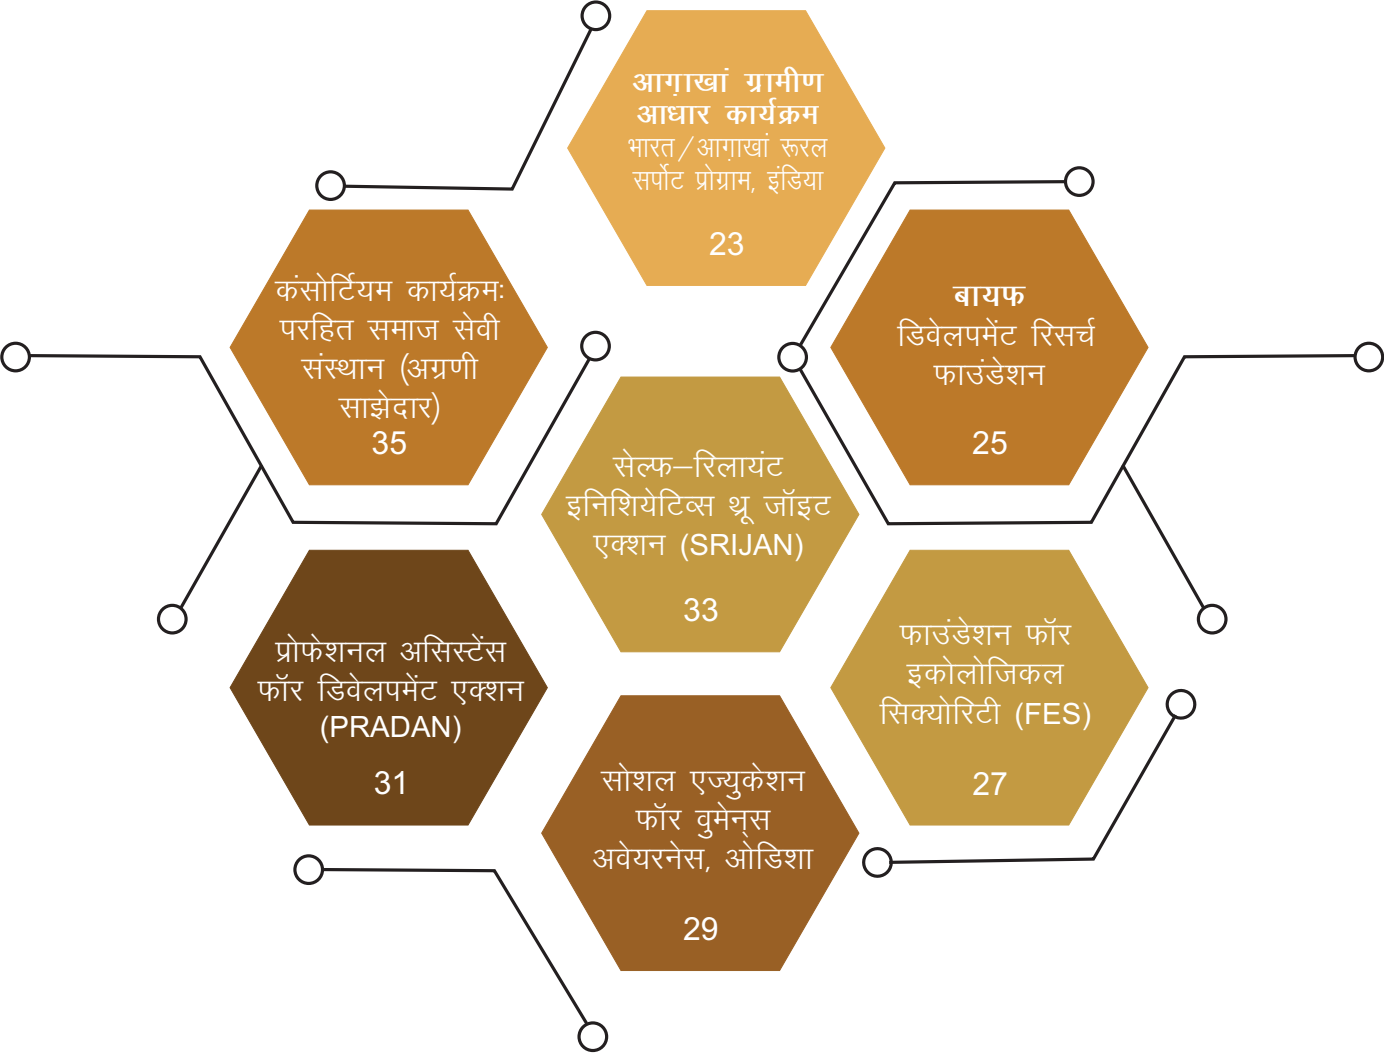 आग़ाखां ग्रामीण
आधार कार्यक्रम
भारत/आग़ाखां रूरल
सर्पोट प्रोग्राम, इंडिया
23
कंसोर्टियम कार्यक्रमः
परहित समाज सेवी
संस्थान (अग्रणी
साझेदार)
35
बायफ
डिवेलपमेंट रिसर्च
फाउंडेशन
25
सेल्फ–रिलायंट
इनिशियेटिव्स थ्रू जॉइट
एक्शन (SRIJAN)
33
प्रोफेशनल असिस्टेंस
फॉर डिवेलपमेंट एक्शन
(PRADAN)
31
फाउंडेशन फॉर
इकोलोजिकल
सिक्योरिटी (FES)
27
सोशल एज्युकेशन
फॉर वुमेन्स
अवेयरनेस, ओडिशा
29